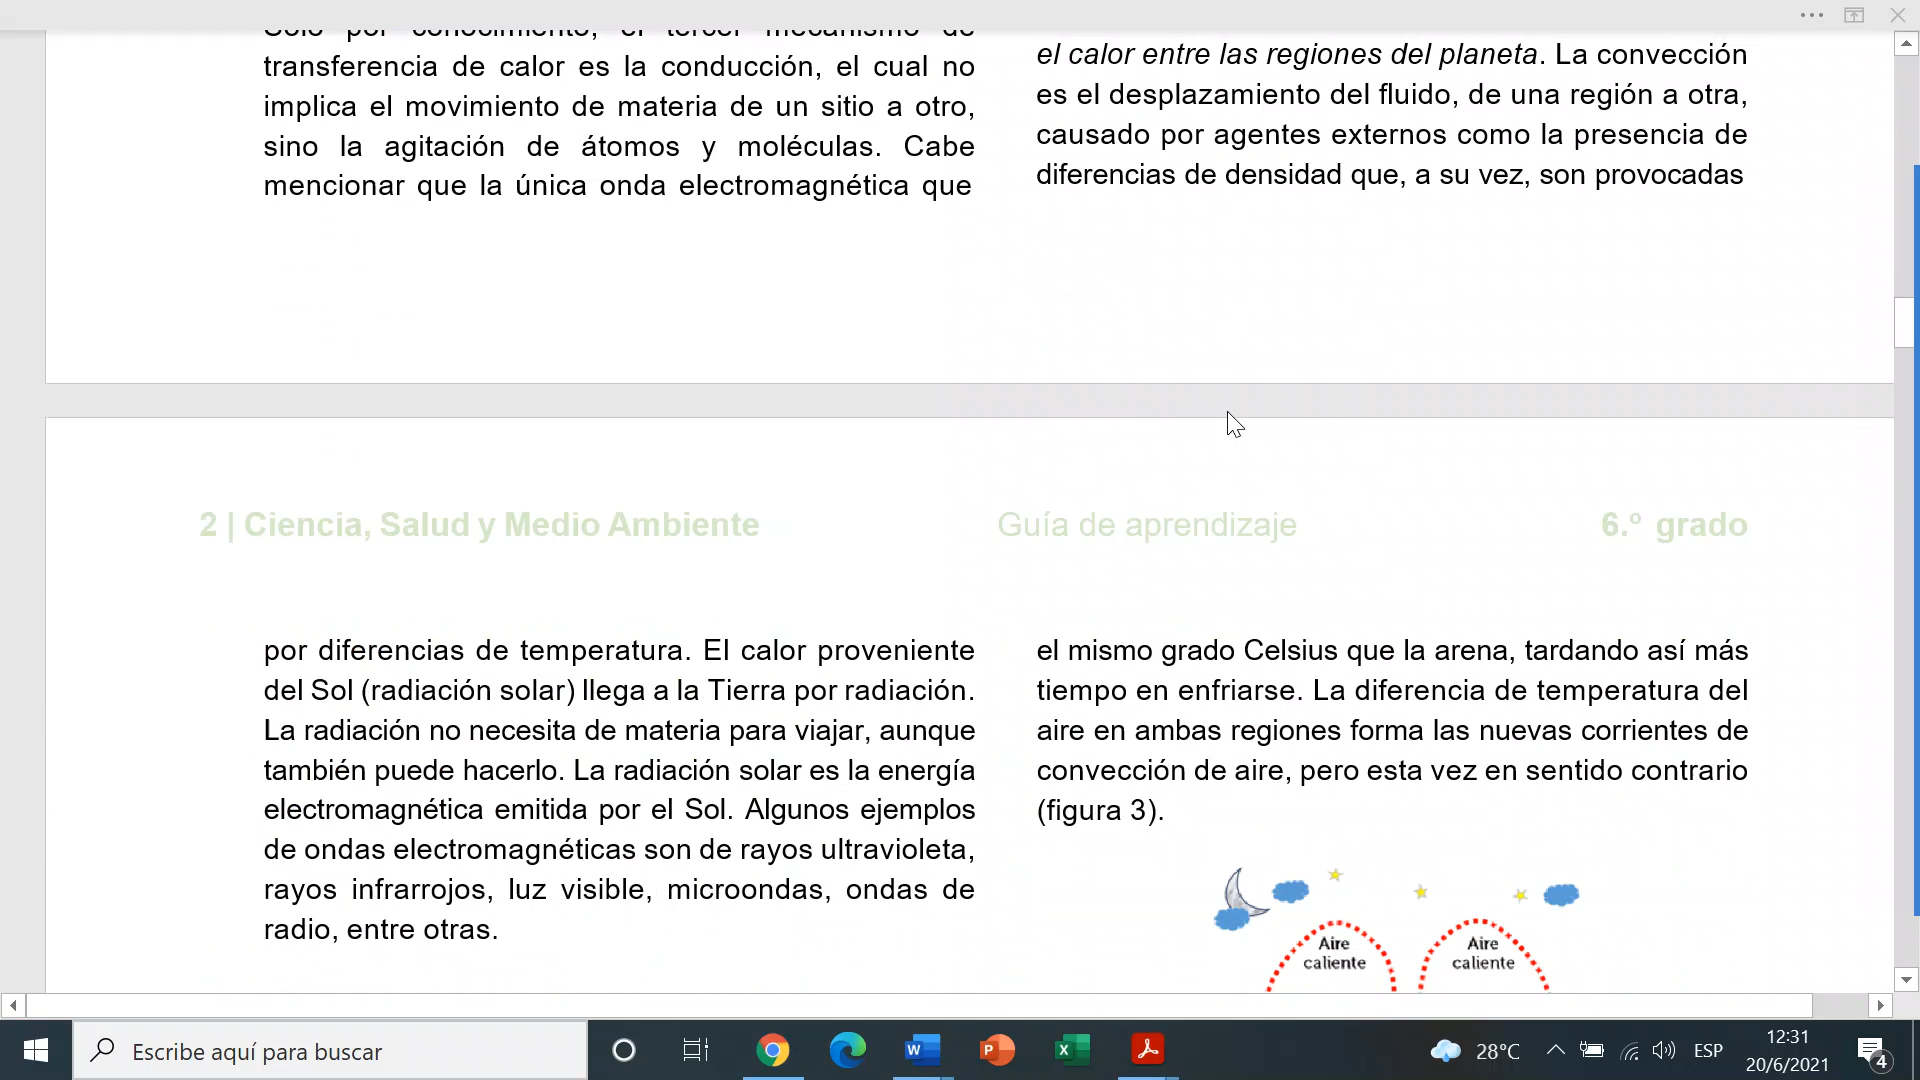 Solo por conocimiento, el tercer mecanismo de
transferencia de calor es la conducción, el cual no
implica el movimiento de materia de un sitio a otro,
sino la agitación de átomos y moléculas. Cabe
mencionar que la única onda electromagnética que
el calor entre las regiones del planeta. La convección
es el desplazamiento del fluido, de una región a otra,
causado por agentes externos como la presencia de
diferencias de densidad que, a su vez, son provocadas
2 | Ciencia, Salud y Medio Ambiente
Guía de aprendizaje
6.º grado
por diferencias de temperatura. El calor proveniente
del Sol (radiación solar) llega a la Tierra por radiación.
La radiación no necesita de materia para viajar, aunque
también puede hacerlo. La radiación solar es la energía
electromagnética emitida por el Sol. Algunos ejemplos
de ondas electromagnéticas son de rayos ultravioleta,
rayos infrarrojos, luz visible, microondas, ondas de
radio, entre otras.
el mismo grado Celsius que la arena, tardando así más
tiempo en enfriarse. La diferencia de temperatura del
aire en ambas regiones forma las nuevas corrientes de
convección de aire, pero esta vez en sentido contrario
(figura 3).
Aire
caliente
Aire
caliente
Escribe aquí para buscar
28°C
ESP
12:31
20/6/2021
4